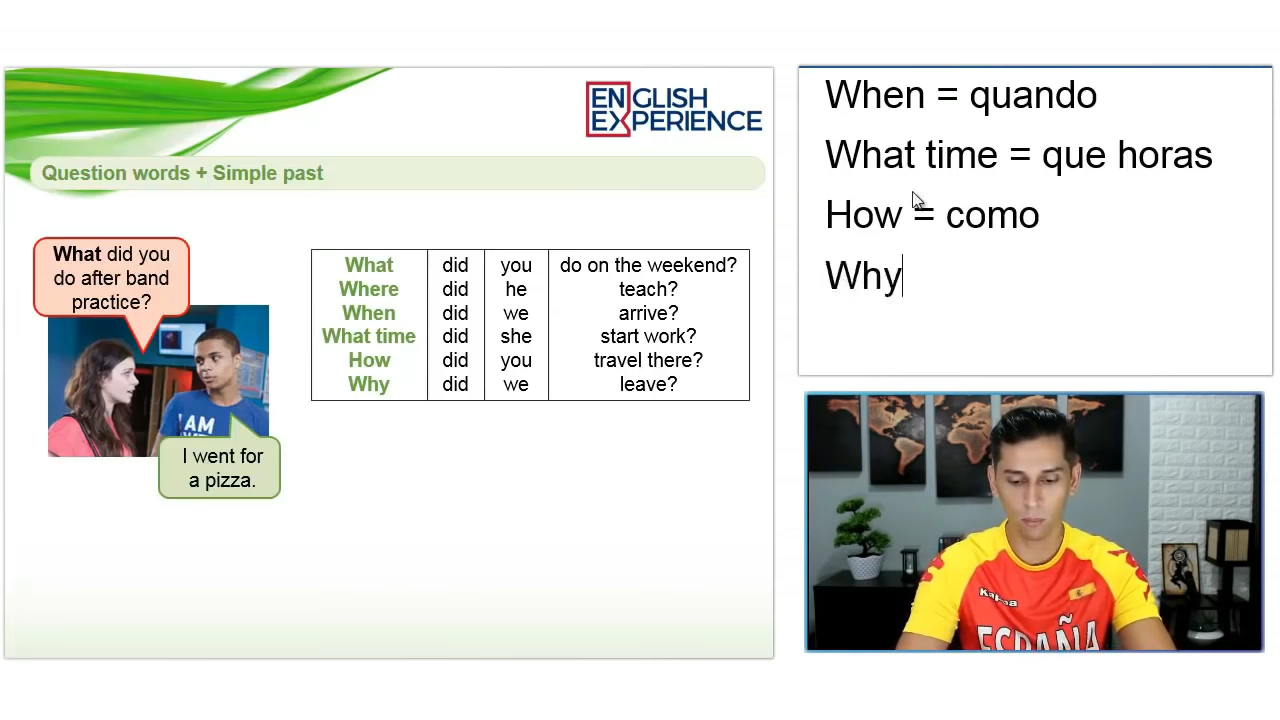 ENGLISH
EXPERIENCE
Question words + Simple past
What did you
do after band
practice?
I AM
I went for
a pizza.
What did you do on the weekend?
Where did he teach?
When did we arrive?
What time did she start work?
How did you travel there?
Why did we leave?
When = quando
What time = que horas
How = como
Why
Kappa
ESPAÑA